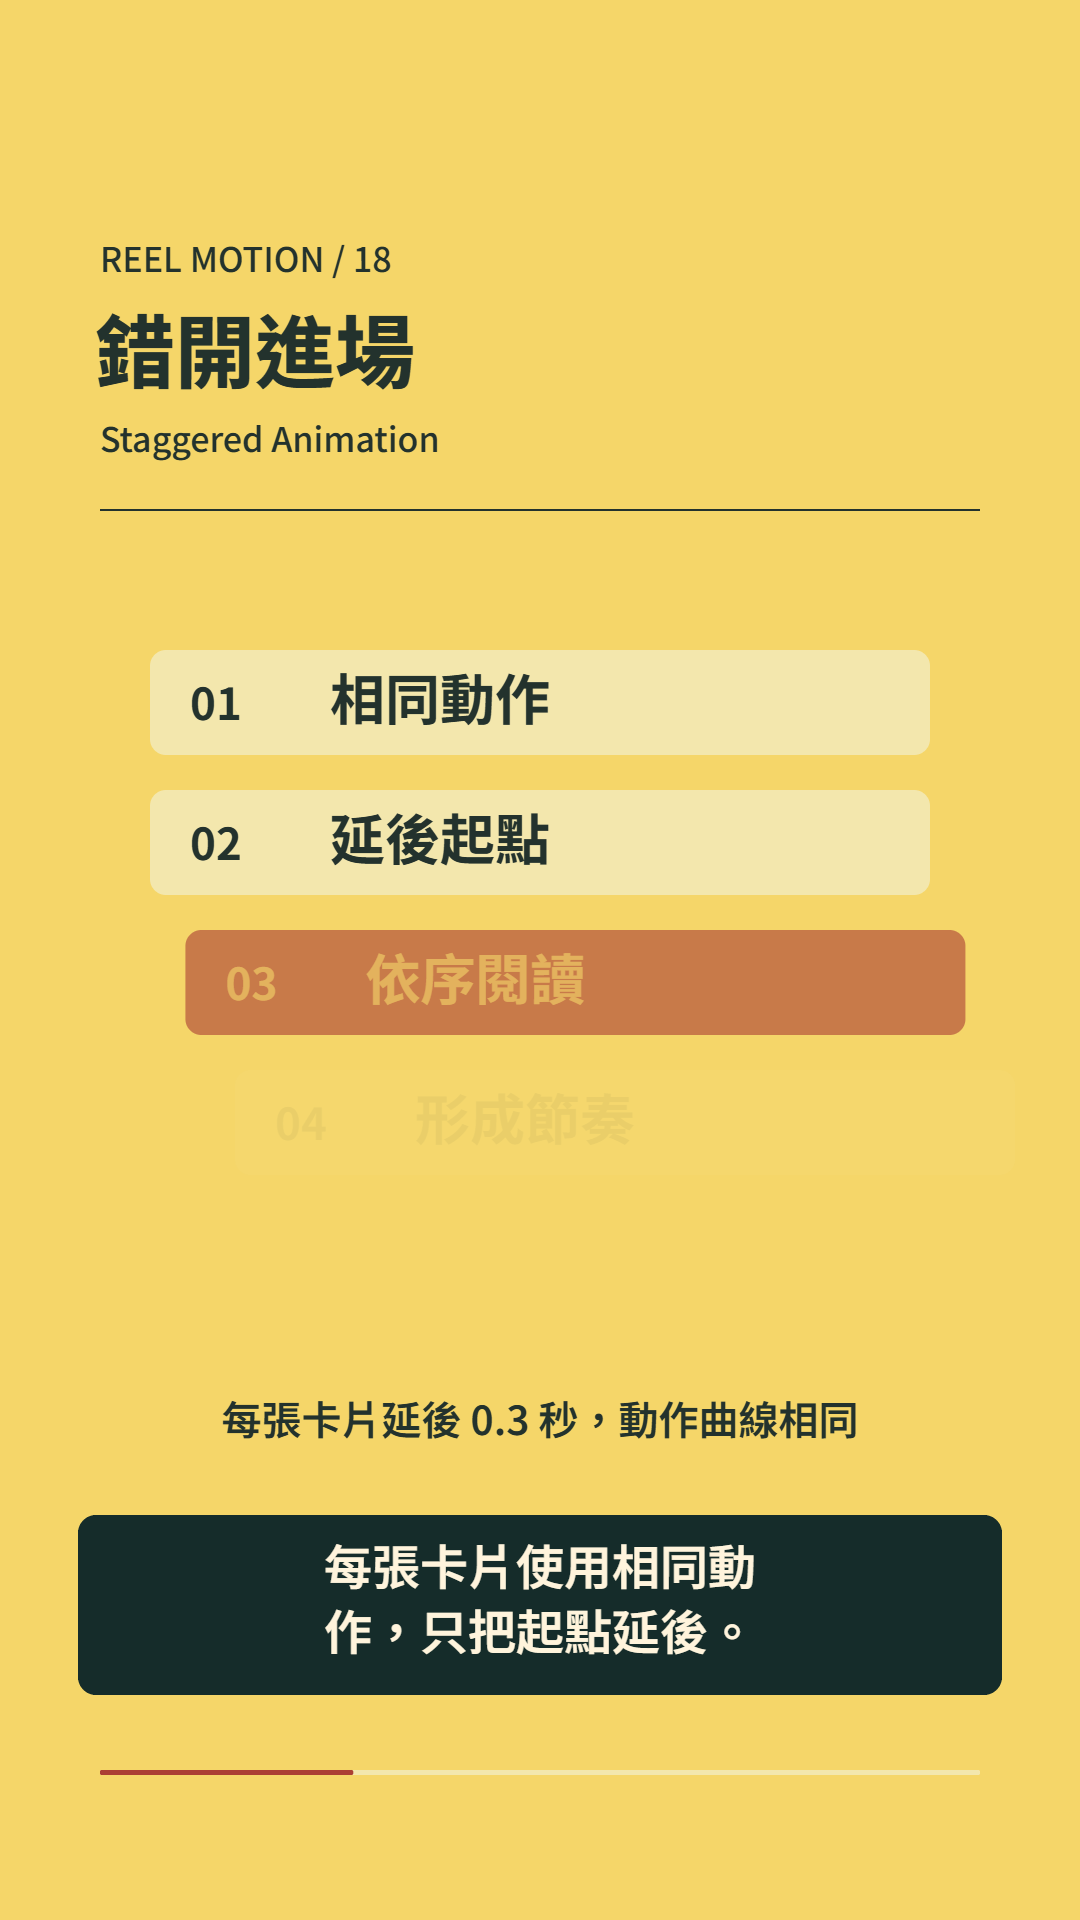 REEL MOTION / 18
錯開進場
Staggered Animation
01 相同動作
02 延後起點
03 依序閱讀
04 形成節奏
每張卡片延後 0.3 秒，動作曲線相同
每張卡片使用相同動
作，只把起點延後。